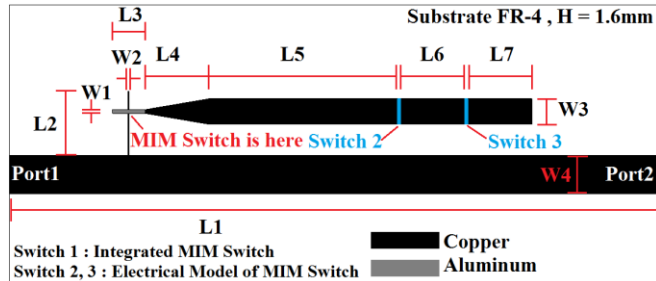 Substrate FR-4 , H = 1.6mm
L3
L4
L5
L6
L7
W2
W1
L2
W3
MIM Switch is here
Switch 2
Switch 3
Port1
W4
Port2
L1
Switch 1 : Integrated MIM Switch
Switch 2, 3 : Electrical Model of MIM Switch
Copper
Aluminum